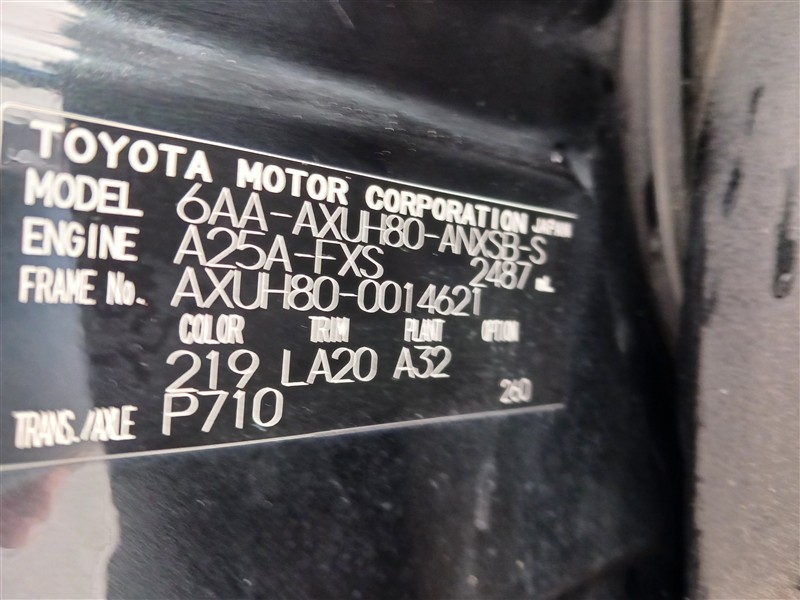 TOYOTA MOTOR CORPORATION JAPAN
MODEL 6AA-AXUH80-ANXSB-S
ENGINE A25A-FXS 2487 mL
FRAME No. AXUH80-0014621
COLOR TRIM PLANT OPTION
219 LA20 A32
TRANS./AXLE P710 260